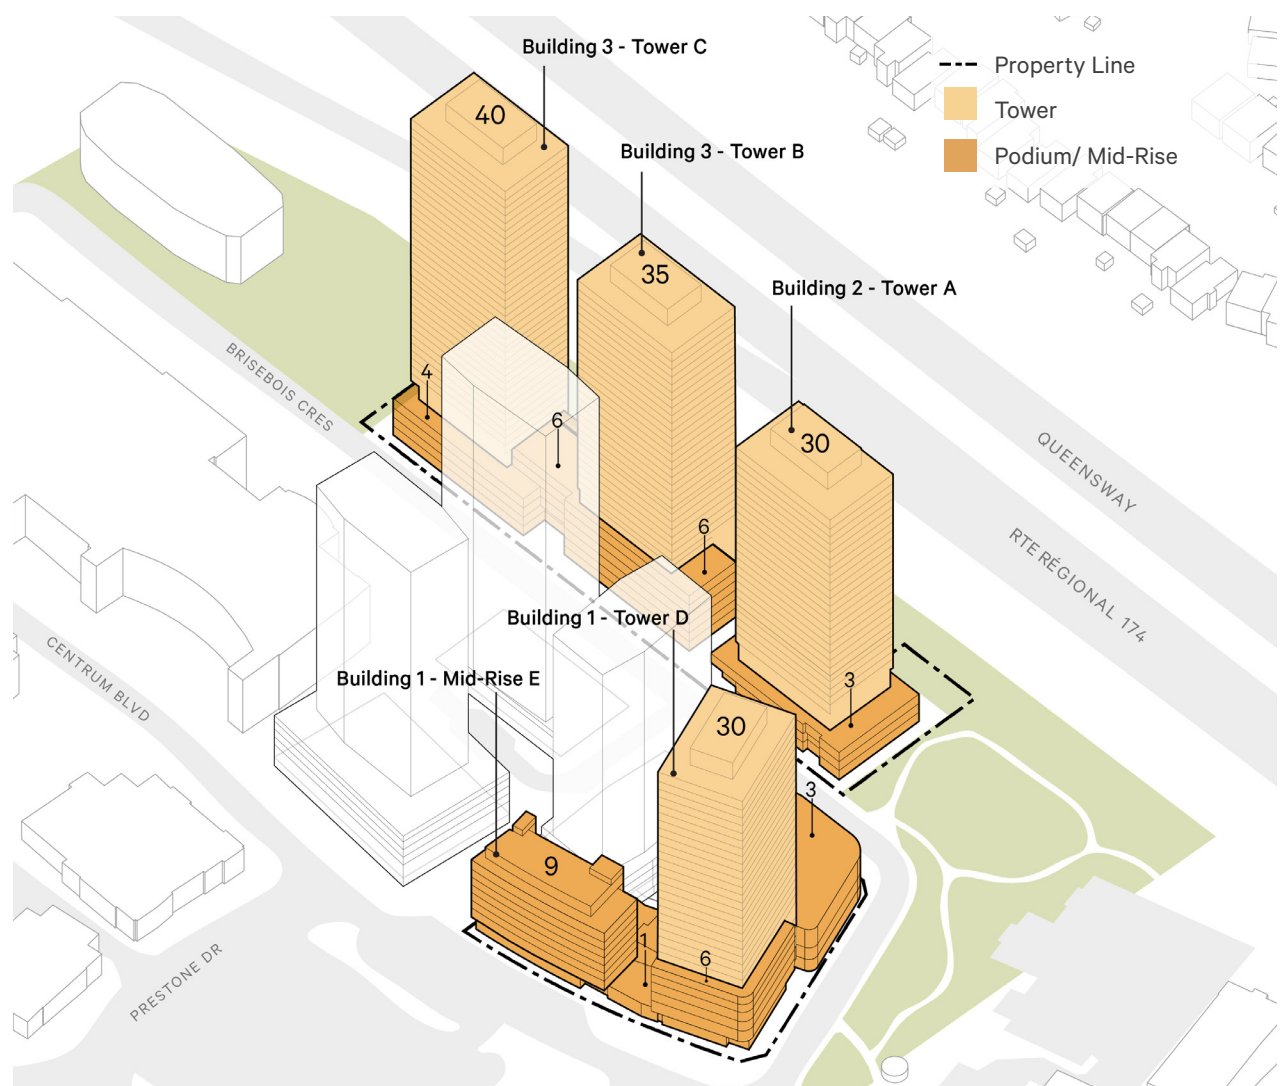 Building 3 - Tower C
Property Line
Tower
Podium/ Mid-Rise
40
Building 3 - Tower B
35
Building 2 - Tower A
30
BRISEBOIS CRES
4
6
QUEENSWAY
RTE RÉGIONAL 174
6
Building 1 - Tower D
Building 1 - Mid-Rise E
CENTRUM BLVD
3
30
3
9
1
6
PRESTONE DR